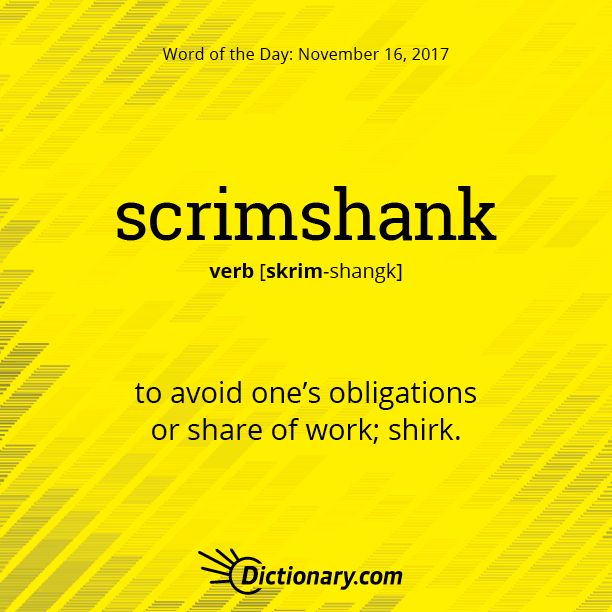 Word of the Day: November 16, 2017
scrimshank
verb [skrim-shangk]
to avoid one’s obligations
or share of work; shirk.
Dictionary.com